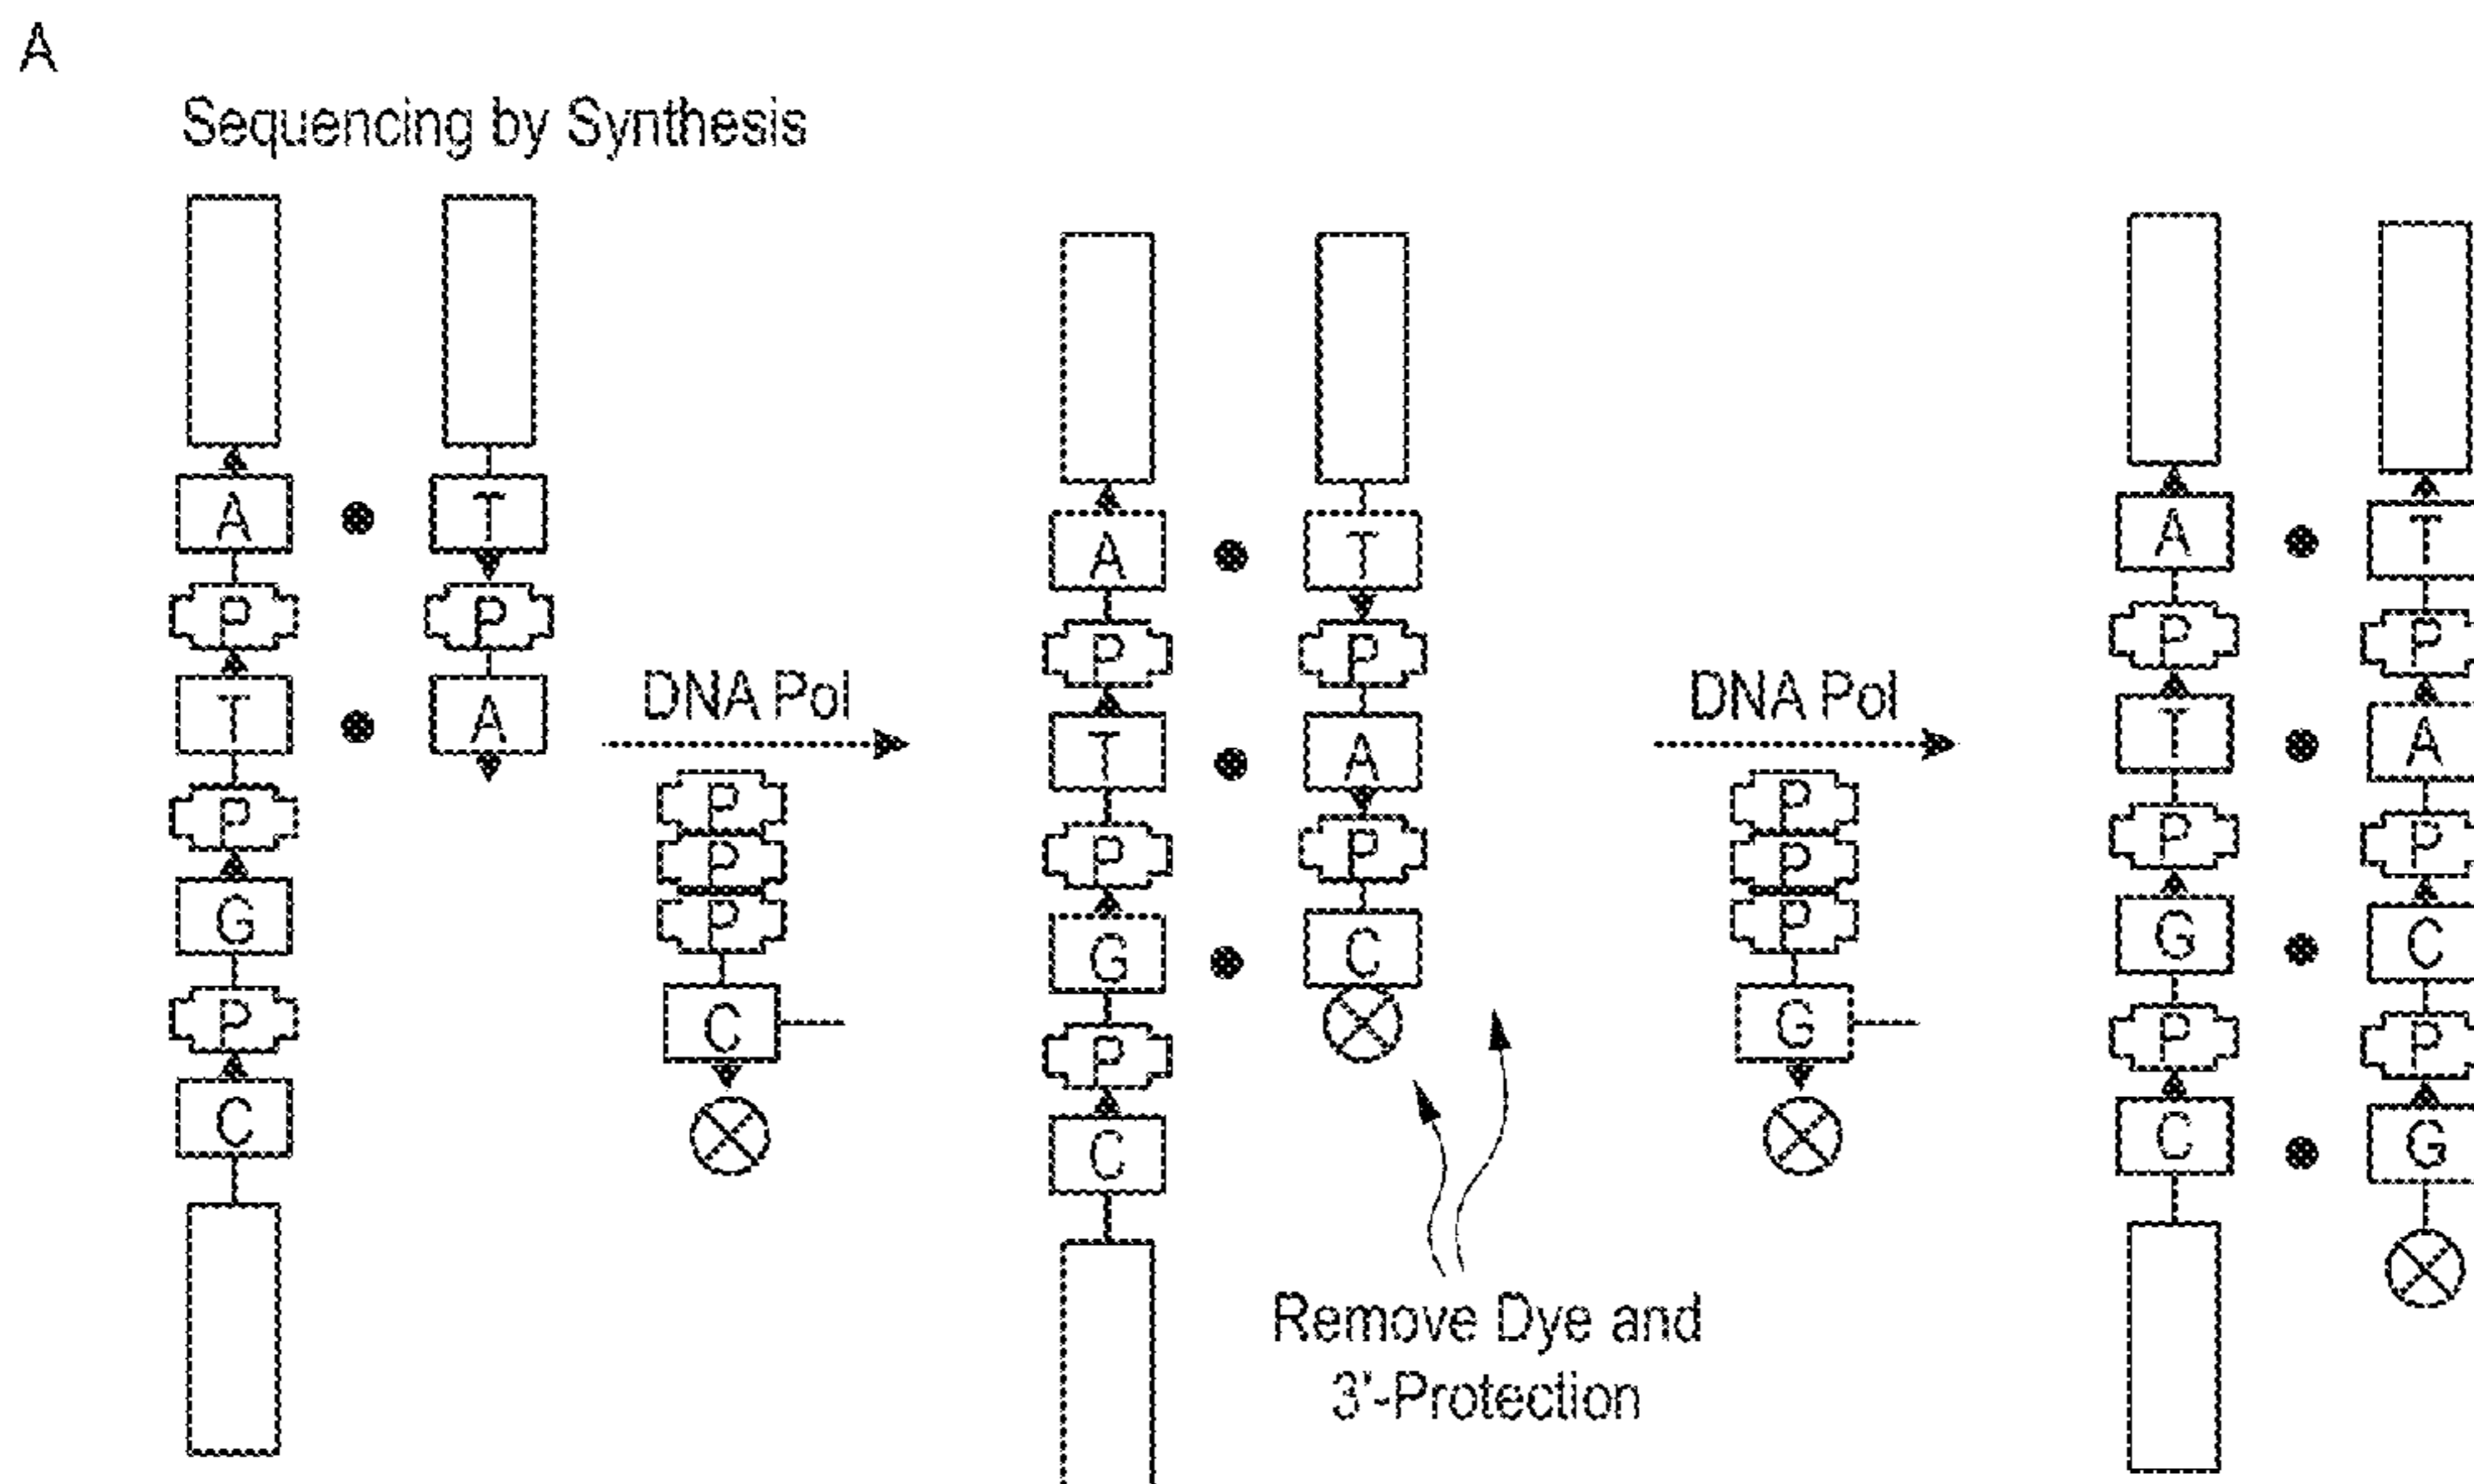 A
Sequencing by Synthesis
A T
P P
T A
P
G
P
C
DNA Pol
P
P
P
C
A T
P P
T A
P P
G C
P
C
Remove Dye and
3'-Protection
DNA Pol
P
P
P
G
A T
P P
T A
P P
G C
P P
C G